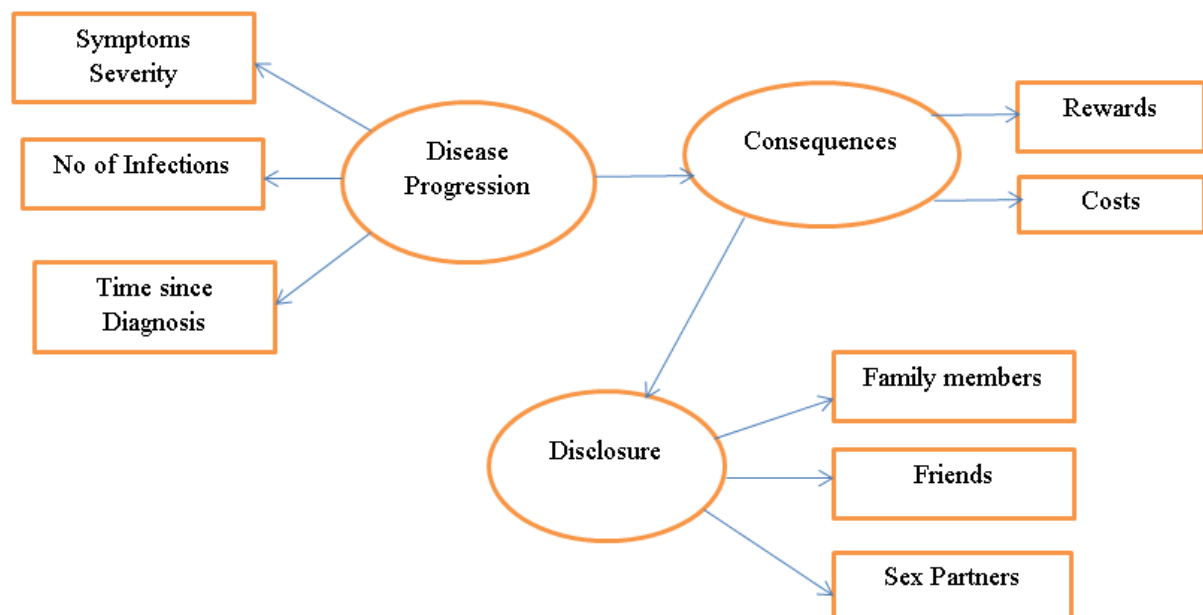 Symptoms
Severity
No of Infections
Time since
Diagnosis
Disease
Progression
Consequences
Rewards
Costs
Disclosure
Family members
Friends
Sex Partners